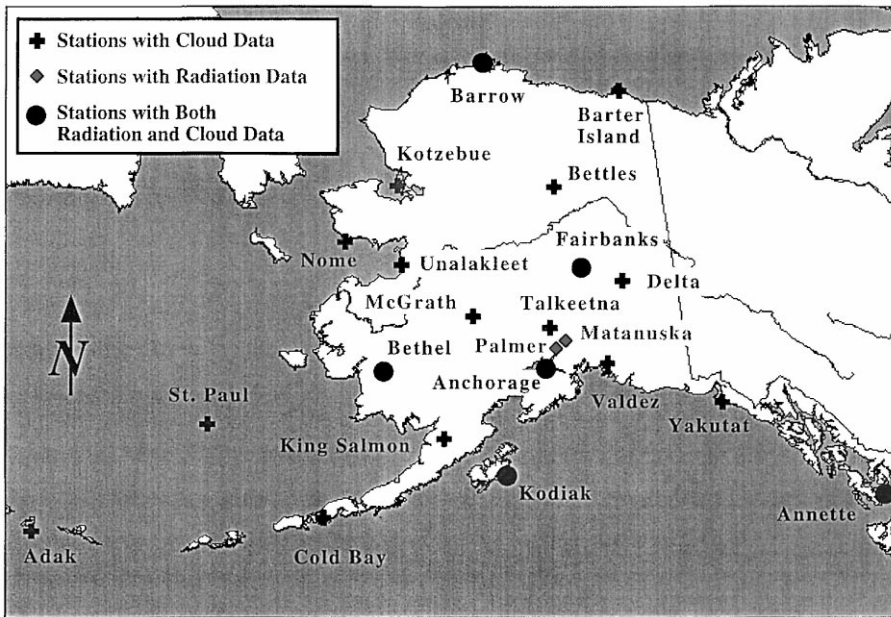 Stations with Cloud Data
Stations with Radiation Data
Stations with Both
Radiation and Cloud Data
Barrow
Barter
Island
Kotzebue
Bettles
Fairbanks
Nome
Unalakleet
Delta
McGrath
Talkeetna
N
Palmer
Matanuska
Bethel
Anchorage
St. Paul
Valdez
Yakutat
King Salmon
Kodiak
Annette
Adak
Cold Bay